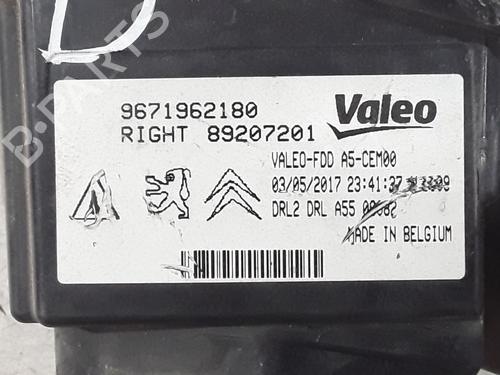 B-PARTS
9671962180
Valeo
RIGHT 89207201
VALEO-FDD A5-CEM00
03/05/2017 23:41:37
DRL2 DRL A55
MADE IN BELGIUM